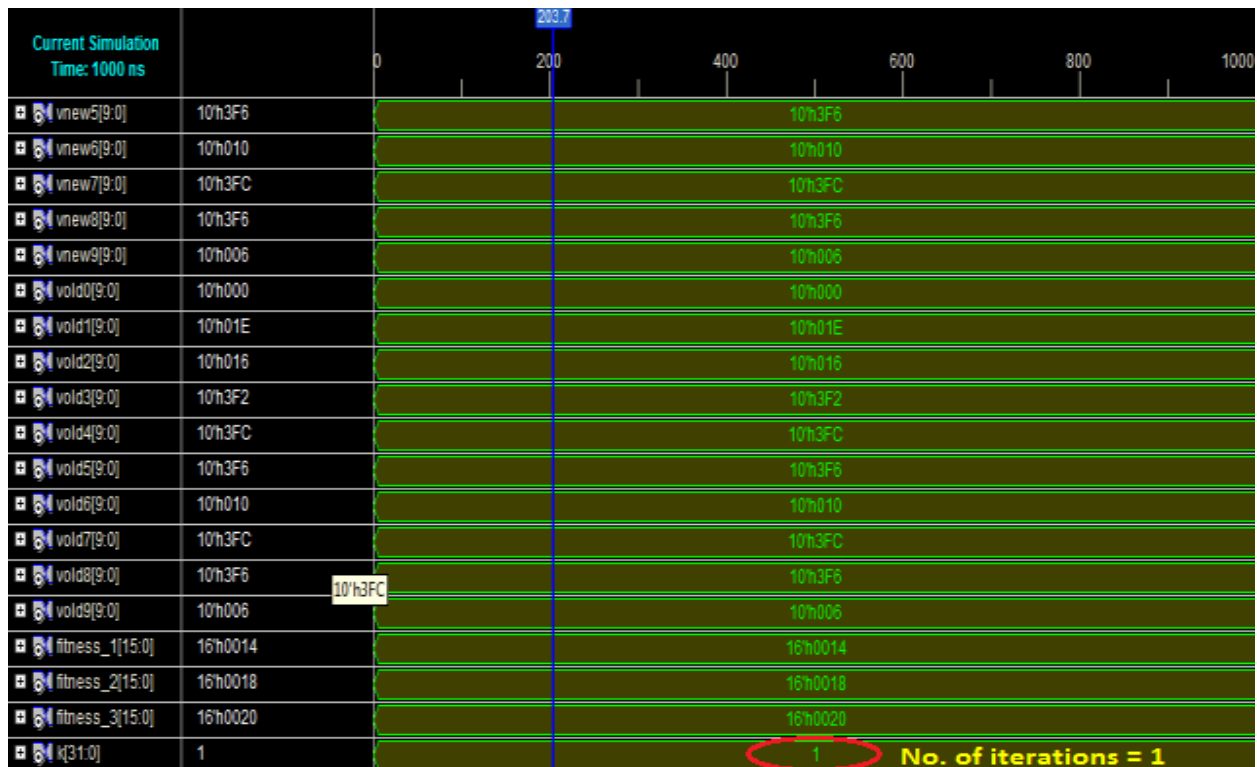 203.7
Current Simulation
Time: 1000 ns
0 200 400 600 800 1000
vnew5[9:0] 10'h3F6 10'h3F6
vnew6[9:0] 10'h010 10'h010
vnew7[9:0] 10'h3FC 10'h3FC
vnew8[9:0] 10'h3F6 10'h3F6
vnew9[9:0] 10'h006 10'h006
vold0[9:0] 10'h000 10'h000
vold1[9:0] 10'h01E 10'h01E
vold2[9:0] 10'h016 10'h016
vold3[9:0] 10'h3F2 10'h3F2
vold4[9:0] 10'h3FC 10'h3FC
vold5[9:0] 10'h3F6 10'h3F6
vold6[9:0] 10'h010 10'h010
vold7[9:0] 10'h3FC 10'h3FC
vold8[9:0] 10'h3F6 10'h3F6
10'h3FC
vold9[9:0] 10'h006 10'h006
fitness_1[15:0] 16'h0014 16'h0014
fitness_2[15:0] 16'h0018 16'h0018
fitness_3[15:0] 16'h0020 16'h0020
k[31:0] 1 1 No. of iterations = 1